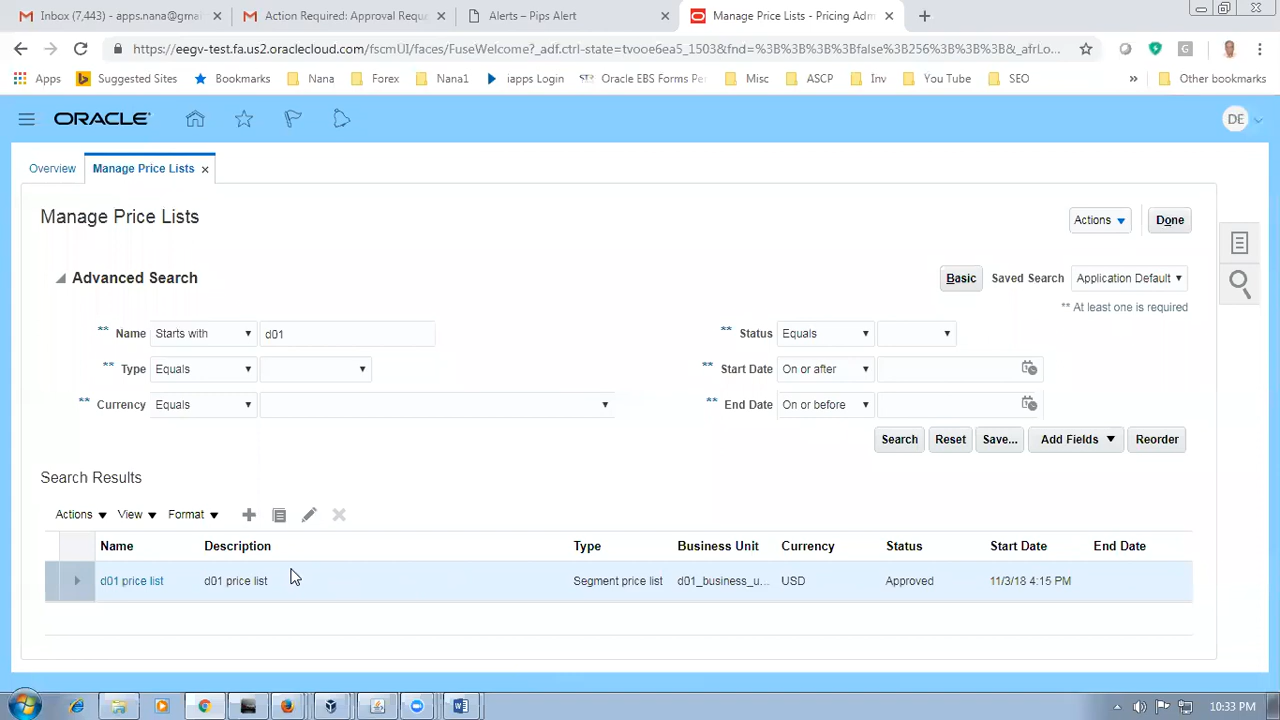 Inbox (7,443) - apps.nana@gmai
Action Required: Approval Requ
Alerts – Pips Alert
Manage Price Lists - Pricing Adm
https://eegv-test.fa.us2.oraclecloud.com/fscmUI/faces/FuseWelcome?_adf.ctrl-state=tvooe6ea5_1503&fnd=%3B%3B%3B%3Bfalse%3B256%3B%3B%3B&_afrLo...
Apps
Suggested Sites
Bookmarks
Nana
Forex
Nana1
iapps Login
Oracle EBS Forms Pe
Misc
ASCP
Inv
You Tube
SEO
»
Other bookmarks
ORACLE
DE
Overview
Manage Price Lists
Manage Price Lists
Actions
Done
Advanced Search
Basic
Saved Search
Application Default
** At least one is required
** Name Starts with d01
** Status Equals
** Type Equals
** Start Date On or after
** Currency Equals
** End Date On or before
Search
Reset
Save...
Add Fields
Reorder
Search Results
Actions
View
Format
Name Description Type Business Unit Currency Status Start Date End Date
d01 price list d01 price list Segment price list d01_business_u... USD Approved 11/3/18 4:15 PM
10:33 PM